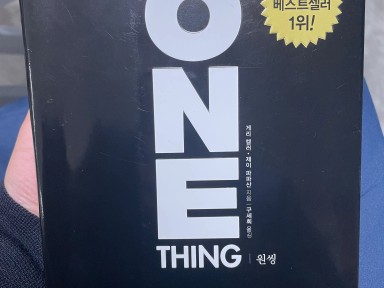 베스트셀러
1위!
ONE
THING
원씽
게리 켈러 • 제이 파파산 지음 | 구세희 옮김